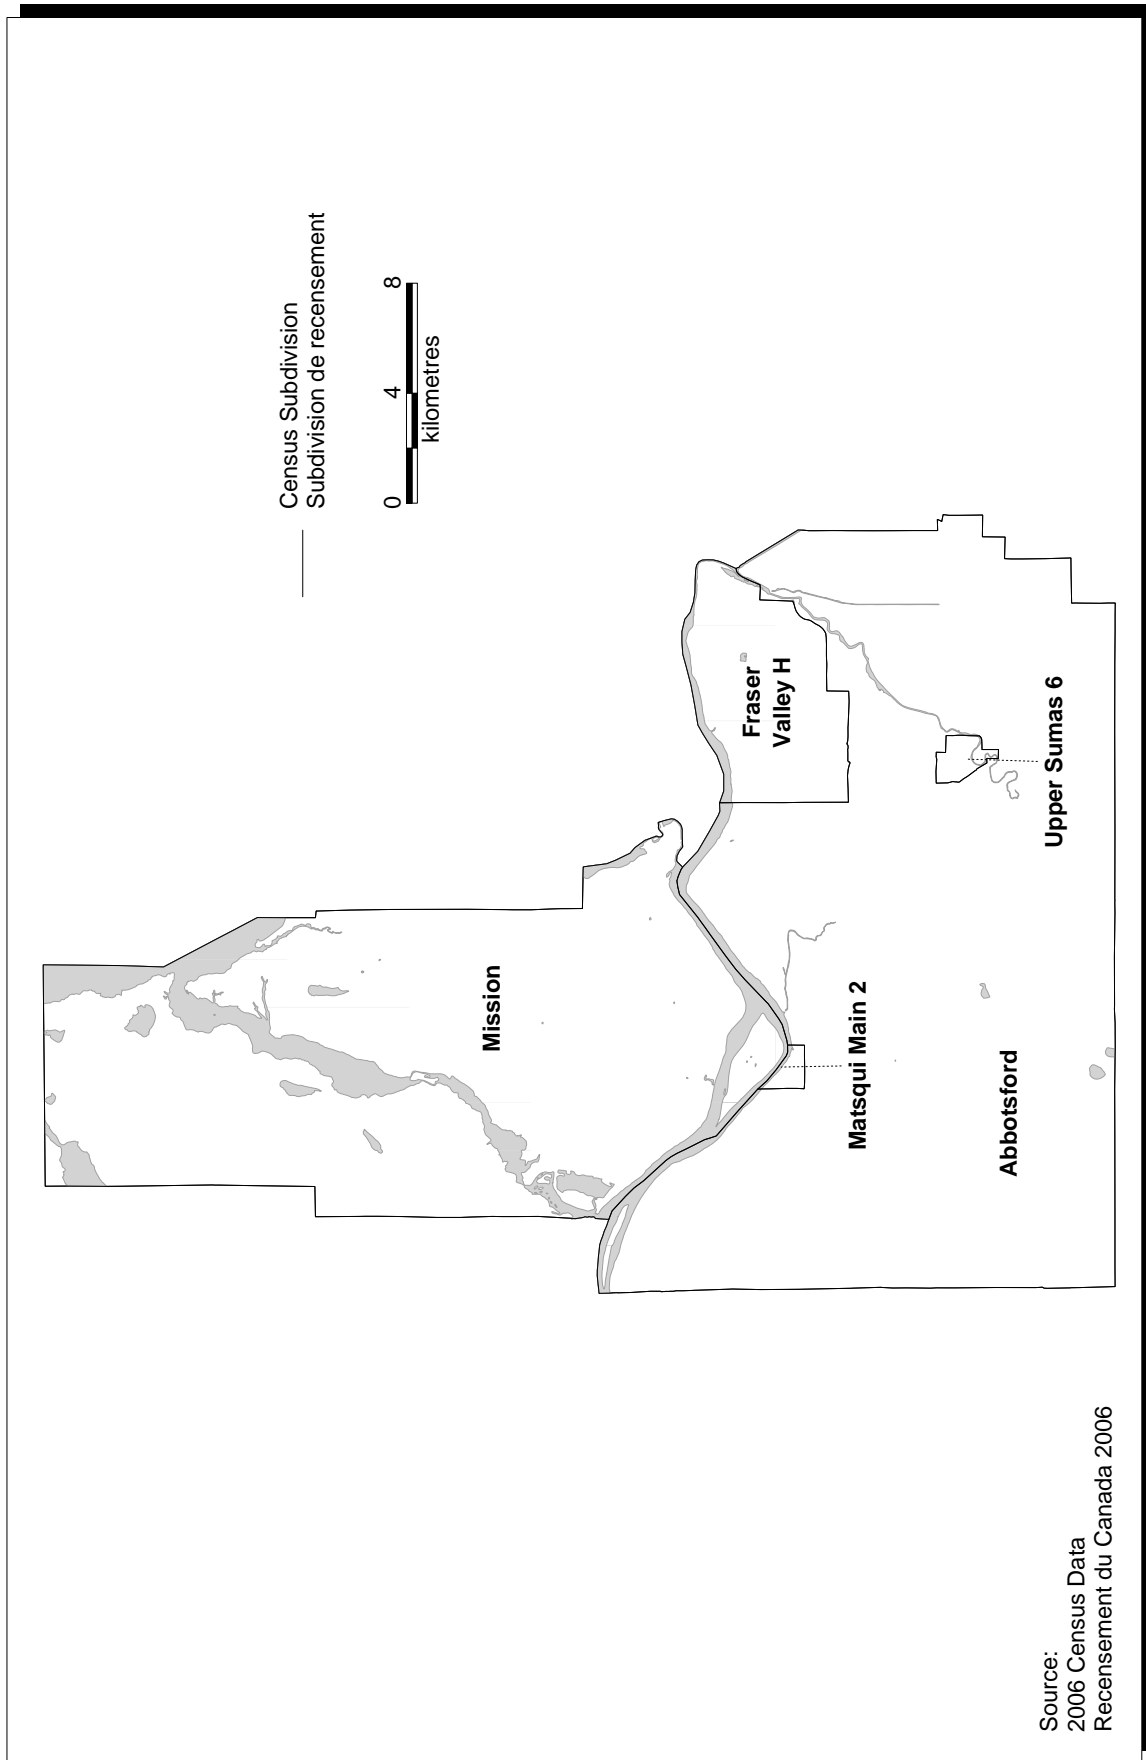 Census Subdivision
Subdivision de recensement
0 4 8
kilometres
Mission
Fraser
Valley H
Matsqui Main 2
Upper Sumas 6
Abbotsford
Source:
2006 Census Data
Recensement du Canada 2006